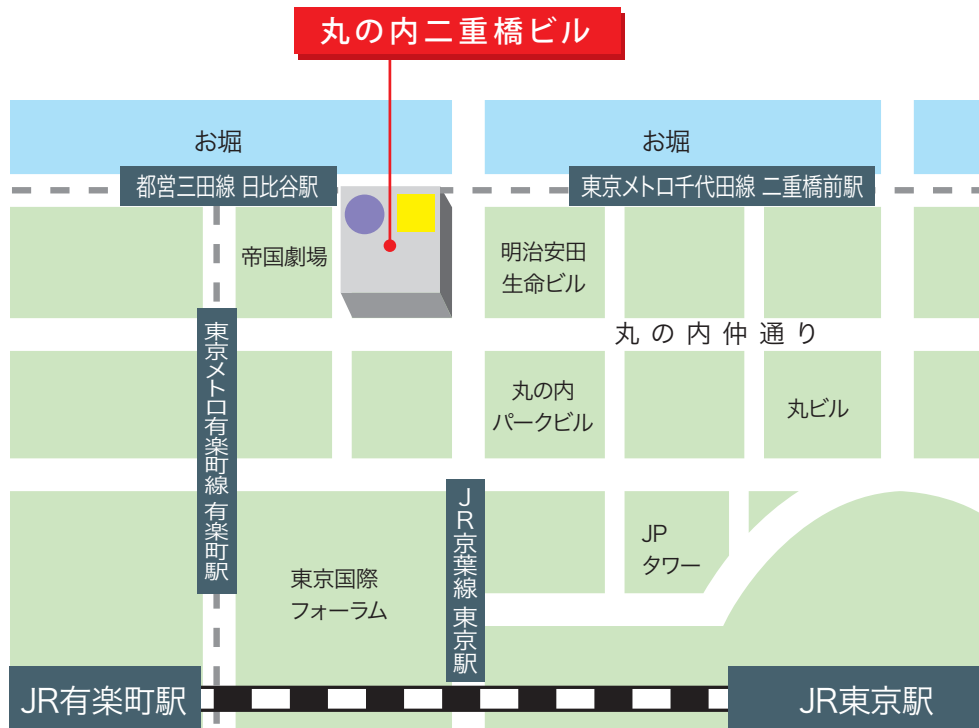 丸の内二重橋ビル
お堀
お堀
都営三田線 日比谷駅
東京メトロ千代田線 二重橋前駅
帝国劇場
明治安田
生命ビル
丸の内仲通り
東京メトロ有楽町線 有楽町駅
丸の内
パークビル
丸ビル
JR京葉線 東京駅
JP
タワー
東京国際
フォーラム
JR有楽町駅
JR東京駅